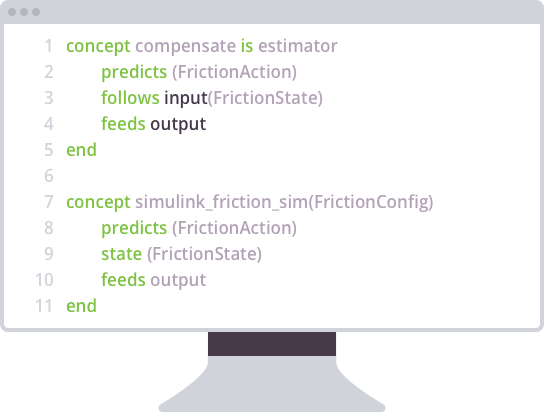 1 concept compensate is estimator
2 predicts (FrictionAction)
3 follows input(FrictionState)
4 feeds output
5 end
6
7 concept simulink_friction_sim(FrictionConfig)
8 predicts (FrictionAction)
9 state (FrictionState)
10 feeds output
11 end